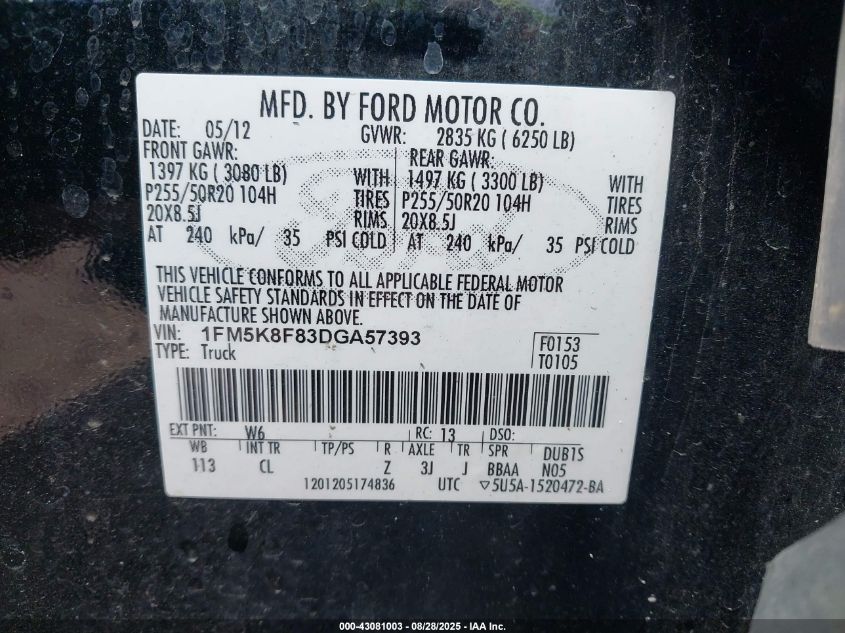 MFD. BY FORD MOTOR CO.
DATE: 05/12 GVWR: 2835 KG ( 6250 LB)
FRONT GAWR: REAR GAWR:
1397 KG ( 3080 LB) WITH 1497 KG ( 3300 LB) WITH
P255/50R20 104H TIRES P255/50R20 104H TIRES
20X8.5J RIMS 20X8.5J RIMS
AT 240 kPa/ 35 PSI COLD AT 240 kPa/ 35 PSI COLD
THIS VEHICLE CONFORMS TO ALL APPLICABLE FEDERAL MOTOR
VEHICLE SAFETY STANDARDS IN EFFECT ON THE DATE OF
MANUFACTURE SHOWN ABOVE.
VIN: 1FM5K8F83DGA57393 F0153
TYPE: Truck T0105
EXT PNT: W6 RC: 13 DSO:
WB INT TR TP/PS R AXLE TR SPR DUB1S
113 CL Z 3J J BBAA N05
1201205174836 UTC ▽5U5A-1520472-BA
000-43081003 - 08/28/2025 - IAA Inc.